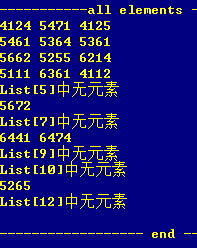 -----------all elements -
4124 5471 4125
5461 5364 5361
5662 5255 6214
5111 6361 4112
List[5]中无元素
5672
List[7]中无元素
6441 6474
List[9]中无元素
List[10]中无元素
5265
List[12]中无元素
------------------ end ---